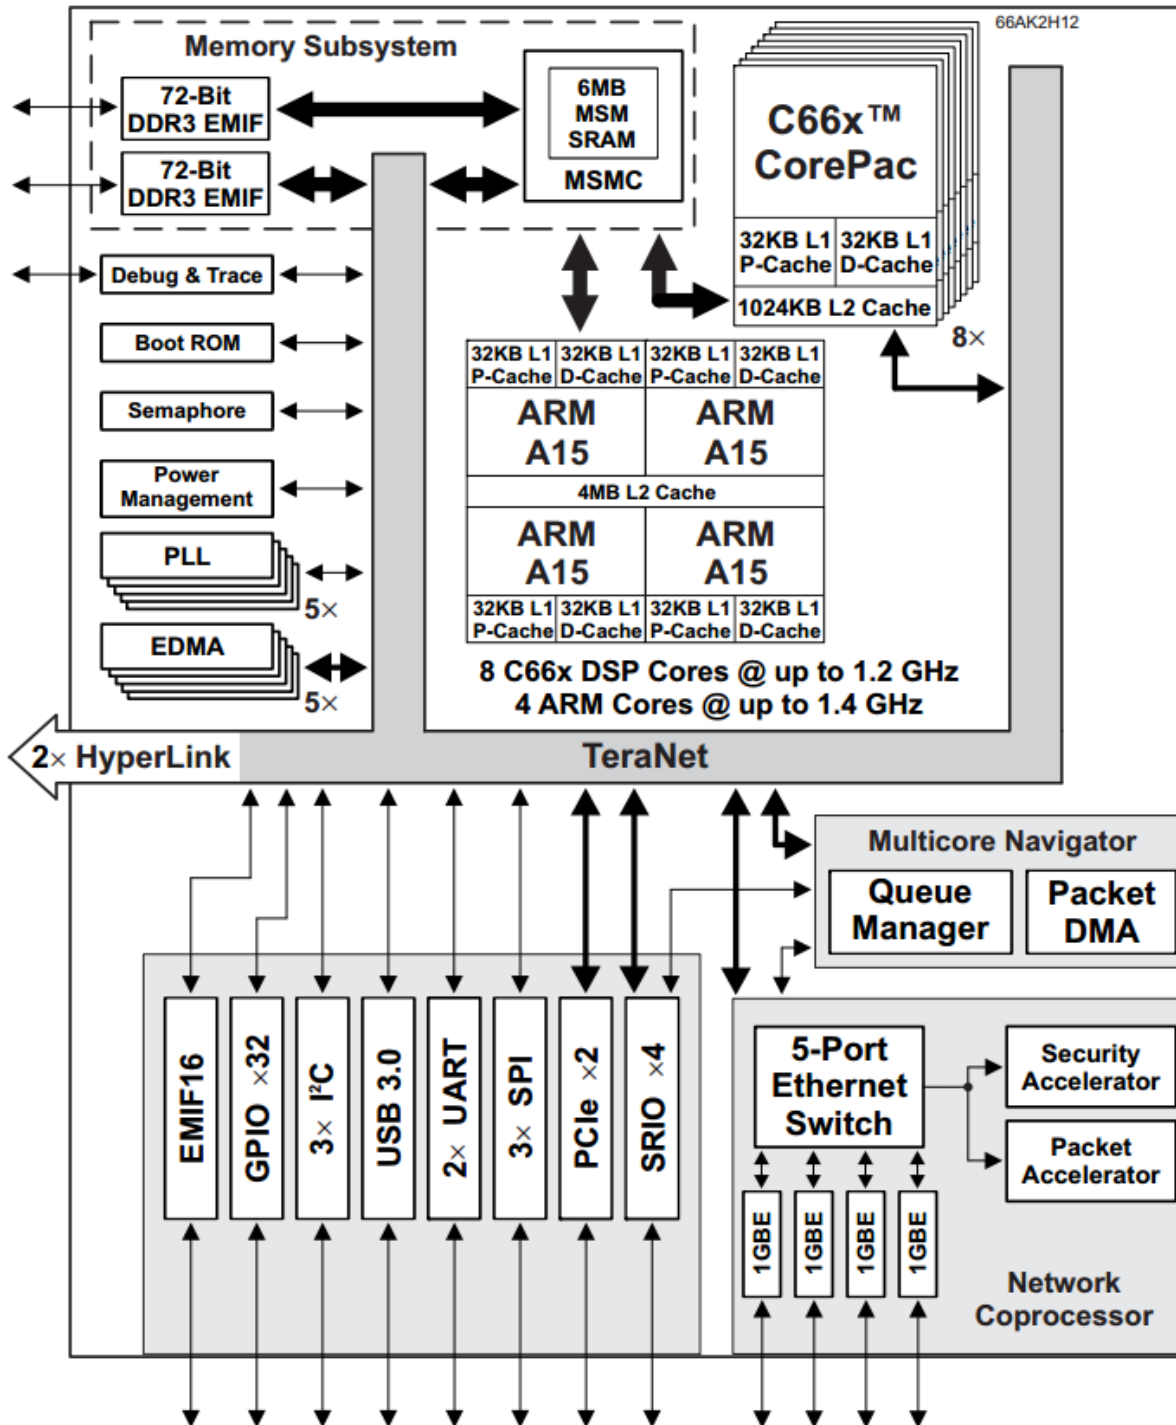 66AK2H12
Memory Subsystem
72-Bit
DDR3 EMIF
72-Bit
DDR3 EMIF
6MB
MSM
SRAM
MSMC
C66x™
CorePac
32KB L1
P-Cache
32KB L1
D-Cache
1024KB L2 Cache
8×
Debug & Trace
Boot ROM
Semaphore
Power
Management
PLL
5×
EDMA
5×
32KB L1
P-Cache
32KB L1
D-Cache
32KB L1
P-Cache
32KB L1
D-Cache
ARM
A15
ARM
A15
4MB L2 Cache
ARM
A15
ARM
A15
32KB L1
P-Cache
32KB L1
D-Cache
32KB L1
P-Cache
32KB L1
D-Cache
8 C66x DSP Cores @ up to 1.2 GHz
4 ARM Cores @ up to 1.4 GHz
2× HyperLink
TeraNet
Multicore Navigator
Queue
Manager
Packet
DMA
EMIF16
GPIO ×32
3× I²C
USB 3.0
2× UART
3× SPI
PCIe ×2
SRIO ×4
5-Port
Ethernet
Switch
Security
Accelerator
Packet
Accelerator
1GBE
1GBE
1GBE
1GBE
Network
Coprocessor